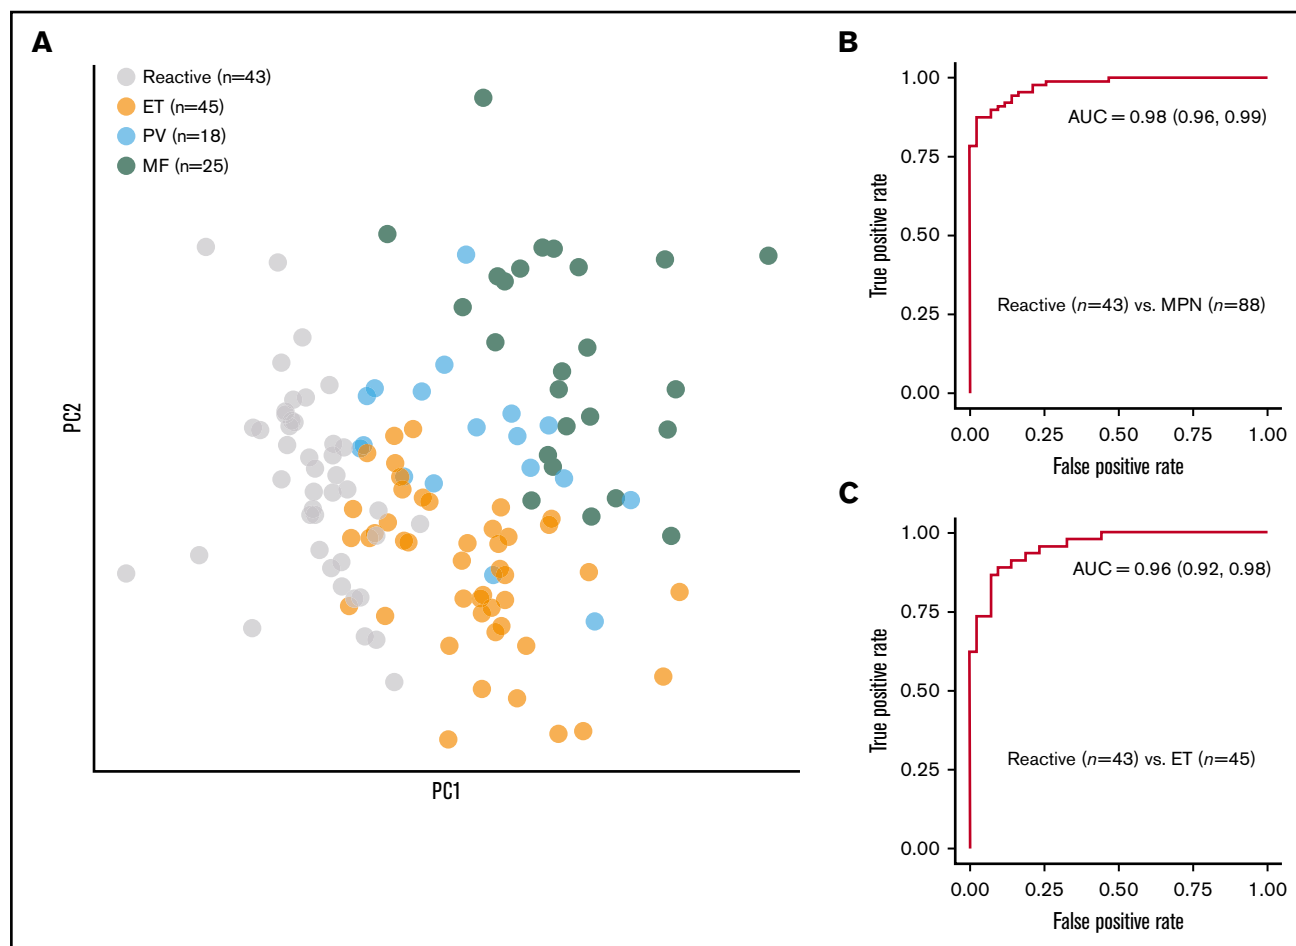 A
Reactive (n=43)
ET (n=45)
PV (n=18)
MF (n=25)
PC2
PC1
B
1.00
0.75
0.50
0.25
0.00
True positive rate
AUC = 0.98 (0.96, 0.99)
Reactive (n=43) vs. MPN (n=88)
0.00 0.25 0.50 0.75 1.00
False positive rate
C
1.00
0.75
0.50
0.25
0.00
True positive rate
AUC = 0.96 (0.92, 0.98)
Reactive (n=43) vs. ET (n=45)
0.00 0.25 0.50 0.75 1.00
False positive rate